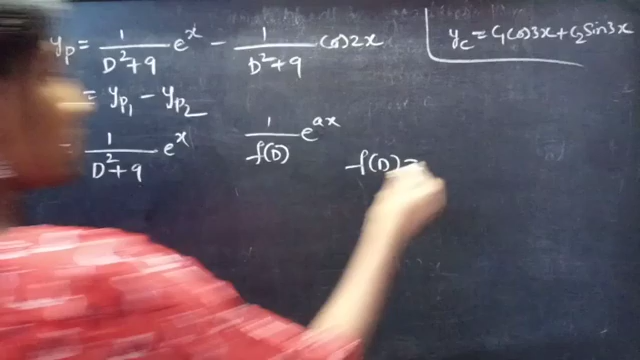 y_p = 1/(D²+9) e^x − 1/(D²+9) cos2x
y_c = c₁cos3x + c₂sin3x
= y_p₁ − y_p₂
1/(D²+9) e^x
1/f(D) e^{ax}
f(D) =